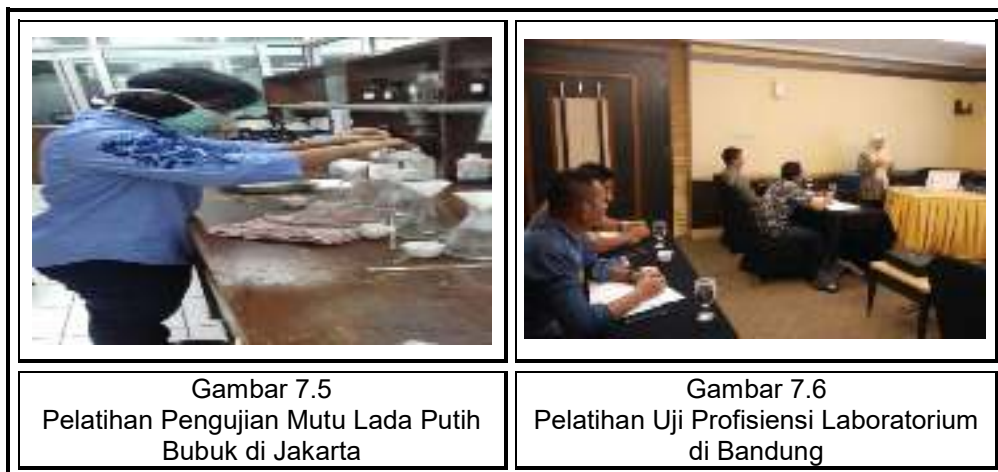 Gambar 7.5
Pelatihan Pengujian Mutu Lada Putih
Bubuk di Jakarta
Gambar 7.6
Pelatihan Uji Profisiensi Laboratorium
di Bandung